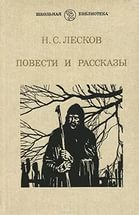 ШКОЛЬНАЯ
БИБЛИОТЕКА
Н. С. ЛЕСКОВ
ПОВЕСТИ И РАССКАЗЫ